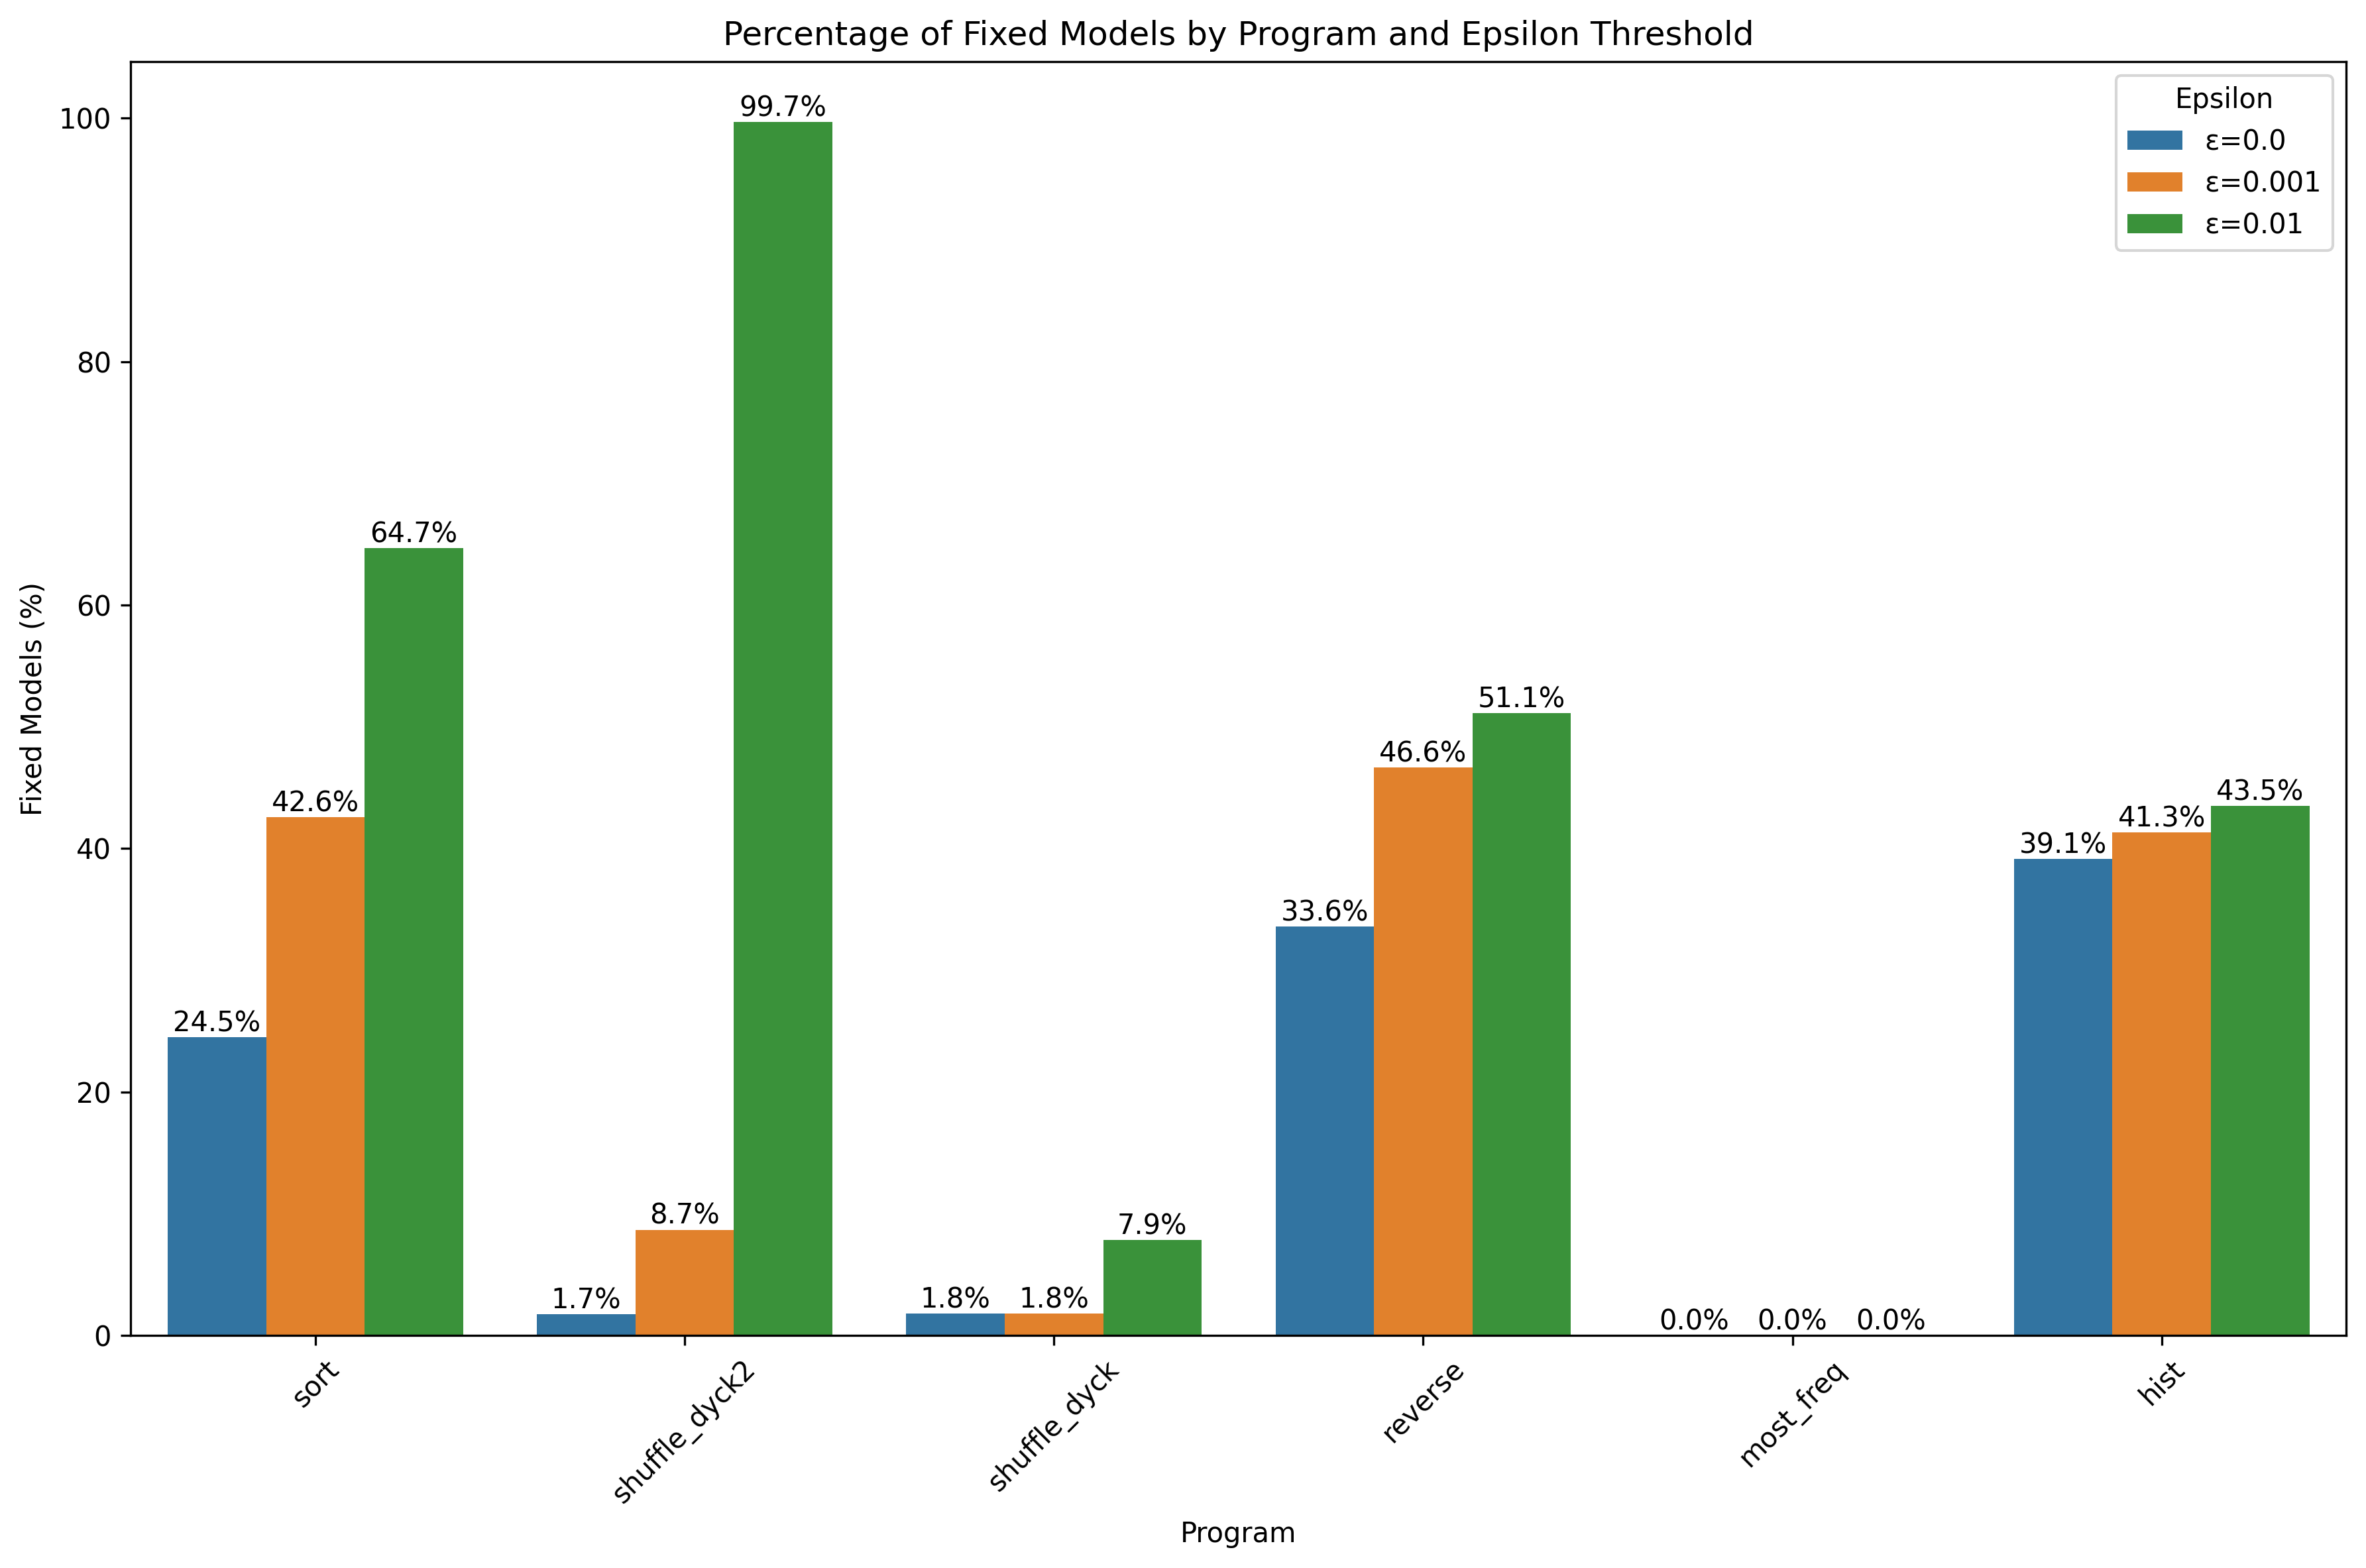 Percentage of Fixed Models by Program and Epsilon Threshold
Fixed Models (%)
100
80
60
40
20
0
Epsilon
ε=0.0
ε=0.001
ε=0.01
24.5%
42.6%
64.7%
1.7%
8.7%
99.7%
1.8%
1.8%
7.9%
33.6%
46.6%
51.1%
0.0%
0.0%
0.0%
39.1%
41.3%
43.5%
sort
shuffle_dyck2
shuffle_dyck
reverse
most_freq
hist
Program